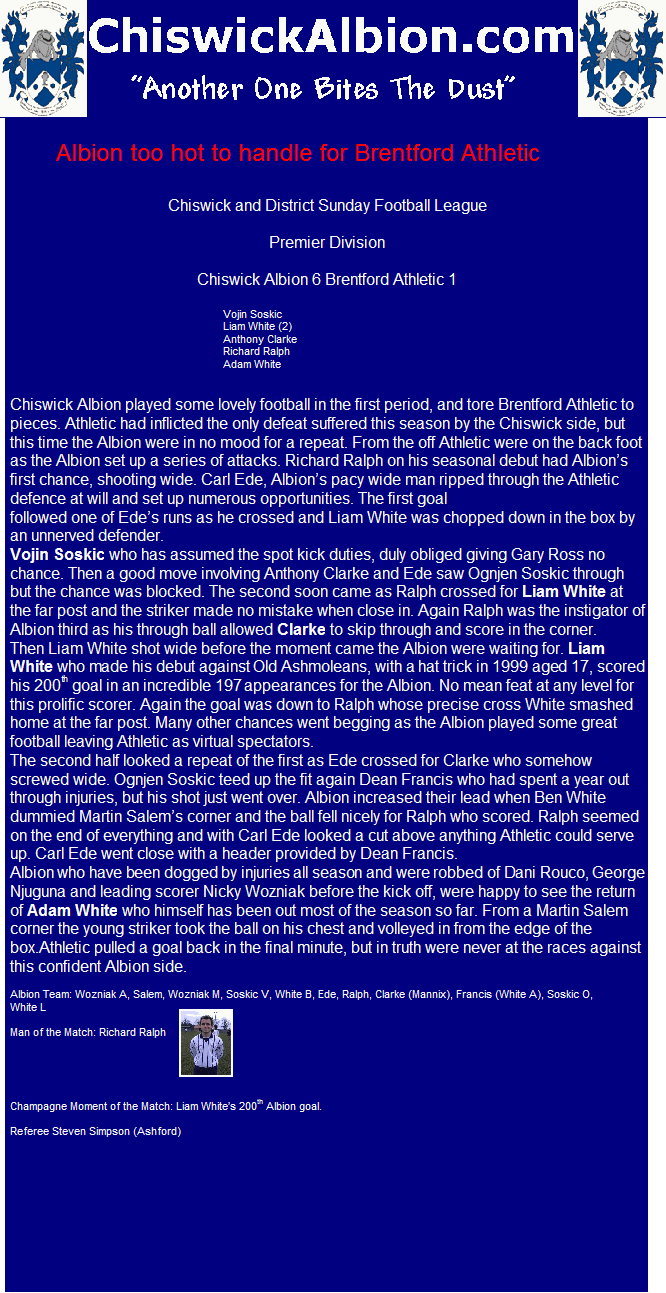 ChiswickAlbion.com
"Another One Bites The Dust"
Albion too hot to handle for Brentford Athletic
Chiswick and District Sunday Football League
Premier Division
Chiswick Albion 6 Brentford Athletic 1
Vojin Soskic
Liam White (2)
Anthony Clarke
Richard Ralph
Adam White
Chiswick Albion played some lovely football in the first period, and tore Brentford Athletic to
pieces. Athletic had inflicted the only defeat suffered this season by the Chiswick side, but
this time the Albion were in no mood for a repeat. From the off Athletic were on the back foot
as the Albion set up a series of attacks. Richard Ralph on his seasonal debut had Albion's
first chance, shooting wide. Carl Ede, Albion's pacy wide man ripped through the Athletic
defence at will and set up numerous opportunities. The first goal
followed one of Ede's runs as he crossed and Liam White was chopped down in the box by
an unnerved defender.
Vojin Soskic who has assumed the spot kick duties, duly obliged giving Gary Ross no
chance. Then a good move involving Anthony Clarke and Ede saw Ognjen Soskic through
but the chance was blocked. The second soon came as Ralph crossed for Liam White at
the far post and the striker made no mistake when close in. Again Ralph was the instigator of
Albion third as his through ball allowed Clarke to skip through and score in the corner.
Then Liam White shot wide before the moment came the Albion were waiting for. Liam
White who made his debut against Old Ashmoleans, with a hat trick in 1999 aged 17, scored
his 200th goal in an incredible 197 appearances for the Albion. No mean feat at any level for
this prolific scorer. Again the goal was down to Ralph whose precise cross White smashed
home at the far post. Many other chances went begging as the Albion played some great
football leaving Athletic as virtual spectators.
The second half looked a repeat of the first as Ede crossed for Clarke who somehow
screwed wide. Ognjen Soskic teed up the fit again Dean Francis who had spent a year out
through injuries, but his shot just went over. Albion increased their lead when Ben White
dummied Martin Salem's corner and the ball fell nicely for Ralph who scored. Ralph seemed
on the end of everything and with Carl Ede looked a cut above anything Athletic could serve
up. Carl Ede went close with a header provided by Dean Francis.
Albion who have been dogged by injuries all season and were robbed of Dani Rouco, George
Njuguna and leading scorer Nicky Wozniak before the kick off, were happy to see the return
of Adam White who himself has been out most of the season so far. From a Martin Salem
corner the young striker took the ball on his chest and volleyed in from the edge of the
box.Athletic pulled a goal back in the final minute, but in truth were never at the races against
this confident Albion side.
Albion Team: Wozniak A, Salem, Wozniak M, Soskic V, White B, Ede, Ralph, Clarke (Mannix), Francis (White A), Soskic O,
White L
Man of the Match: Richard Ralph
Champagne Moment of the Match: Liam White's 200th Albion goal.
Referee Steven Simpson (Ashford)